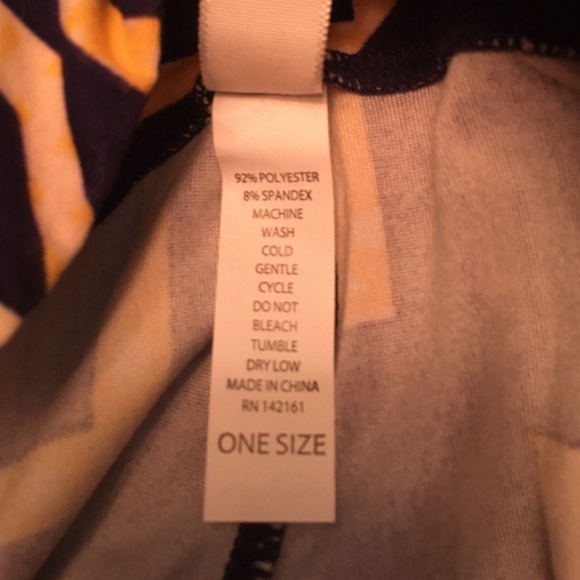 92% POLYESTER
8% SPANDEX
MACHINE
WASH
COLD
GENTLE
CYCLE
DO NOT
BLEACH
TUMBLE
DRY LOW
MADE IN CHINA
RN 142161
ONE SIZE